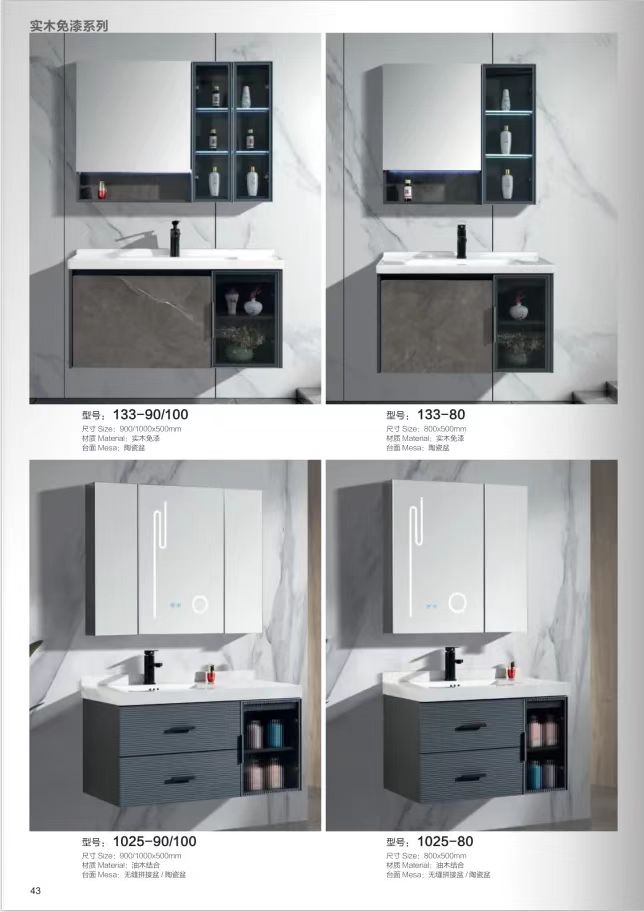 实木免漆系列
型号：133-90/100
尺寸 Size：900/1000x500mm
材质 Material：实木免漆
台面 Mesa：陶瓷盆
型号：133-80
尺寸 Size：800x500mm
材质 Material：实木免漆
台面 Mesa：陶瓷盆
型号：1025-90/100
尺寸 Size：900/1000x500mm
材质 Material：油木结合
台面 Mesa：无缝拼接盆 / 陶瓷盆
型号：1025-80
尺寸 Size：800x500mm
材质 Material：油木结合
台面 Mesa：无缝拼接盆 / 陶瓷盆
43